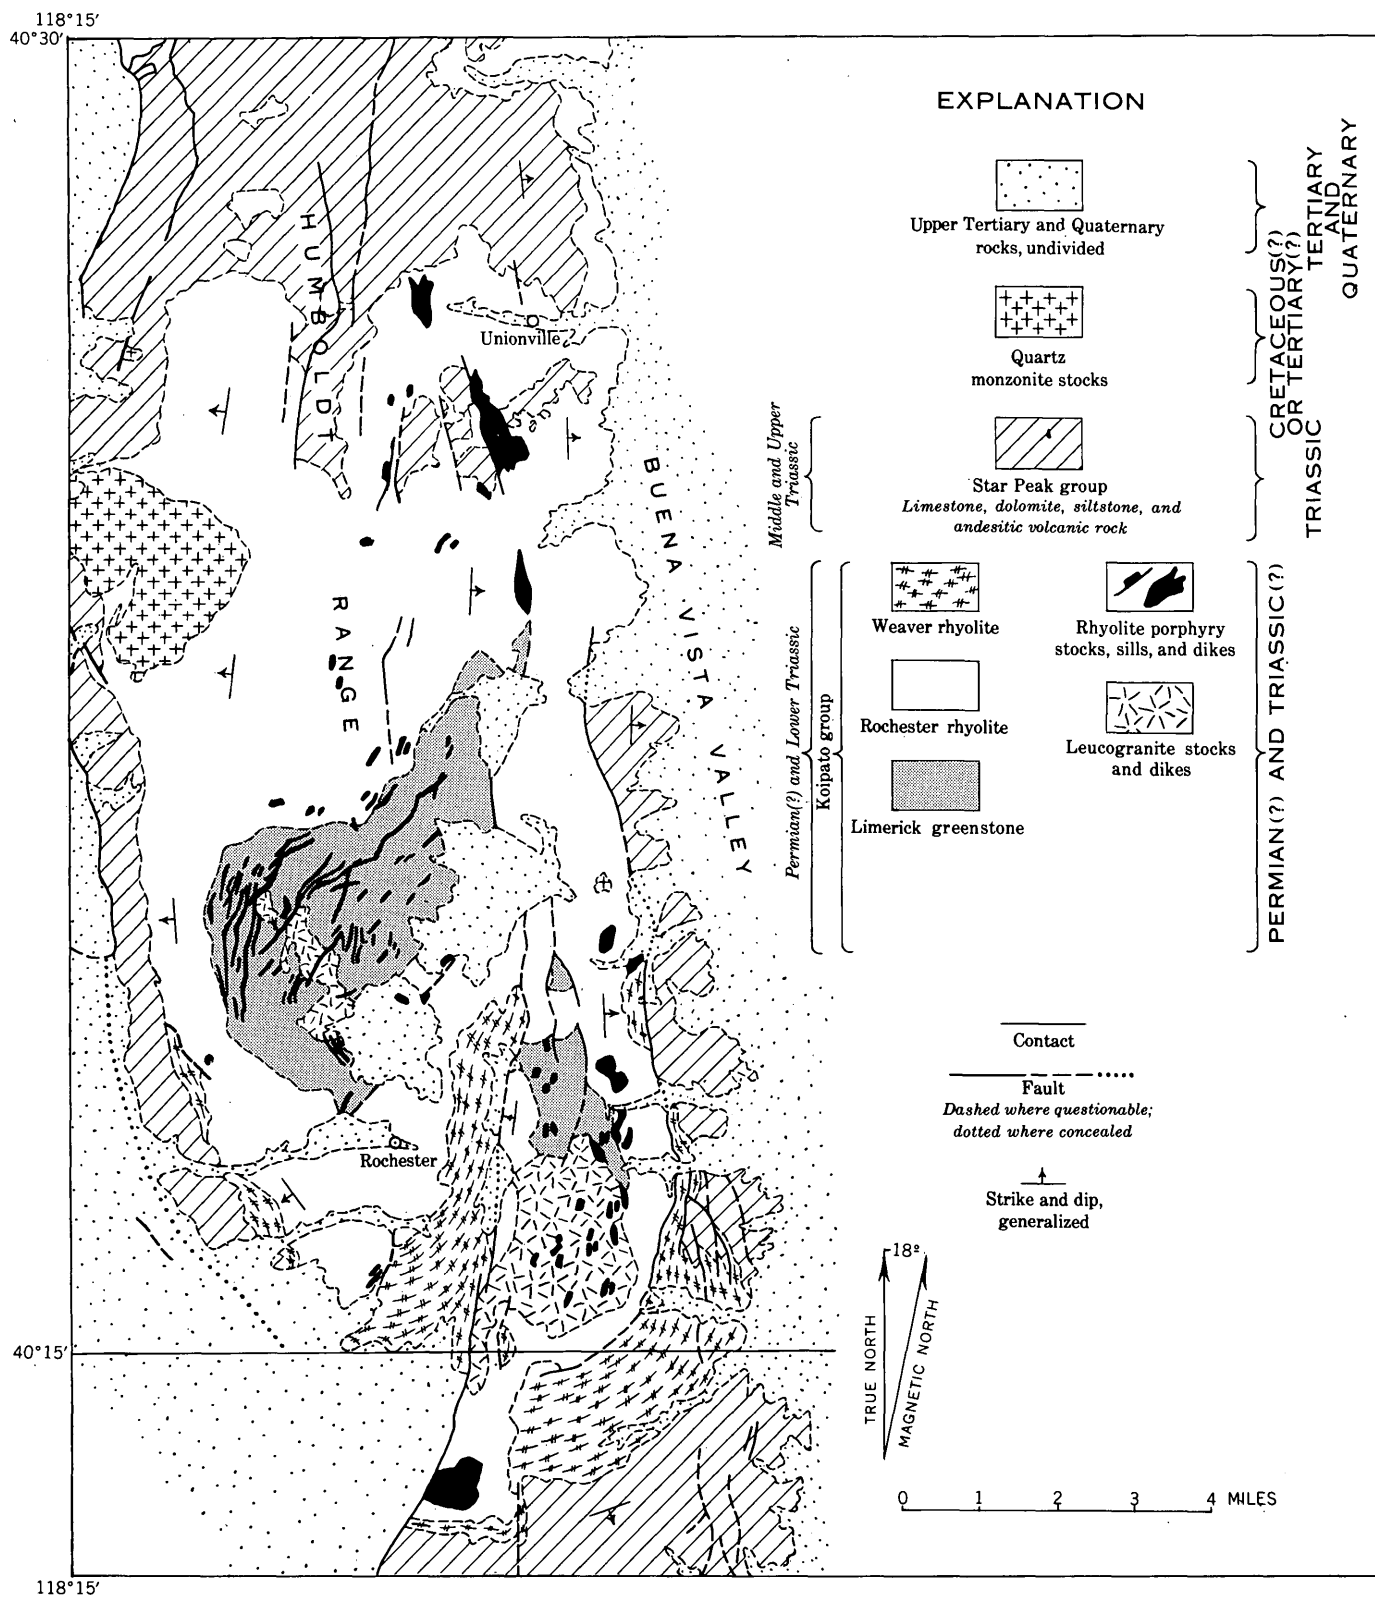 118°15′
40°30′
HUMBOLDT
RANGE
Unionville
BUENA VISTA VALLEY
Rochester
40°15′
118°15′
EXPLANATION
Upper Tertiary and Quaternary
rocks, undivided
TERTIARY
AND
QUATERNARY
Quartz
monzonite stocks
CRETACEOUS(?)
OR TERTIARY(?)
Middle and Upper
Triassic
Star Peak group
Limestone, dolomite, siltstone, and
andesitic volcanic rock
TRIASSIC
Permian(?) and Lower Triassic
Koipato group
Weaver rhyolite
Rhyolite porphyry
stocks, sills, and dikes
Rochester rhyolite
Leucogranite stocks
and dikes
Limerick greenstone
PERMIAN(?) AND TRIASSIC(?)
Contact
Fault
Dashed where questionable;
dotted where concealed
Strike and dip,
generalized
18°
TRUE NORTH
MAGNETIC NORTH
0 1 2 3 4 MILES